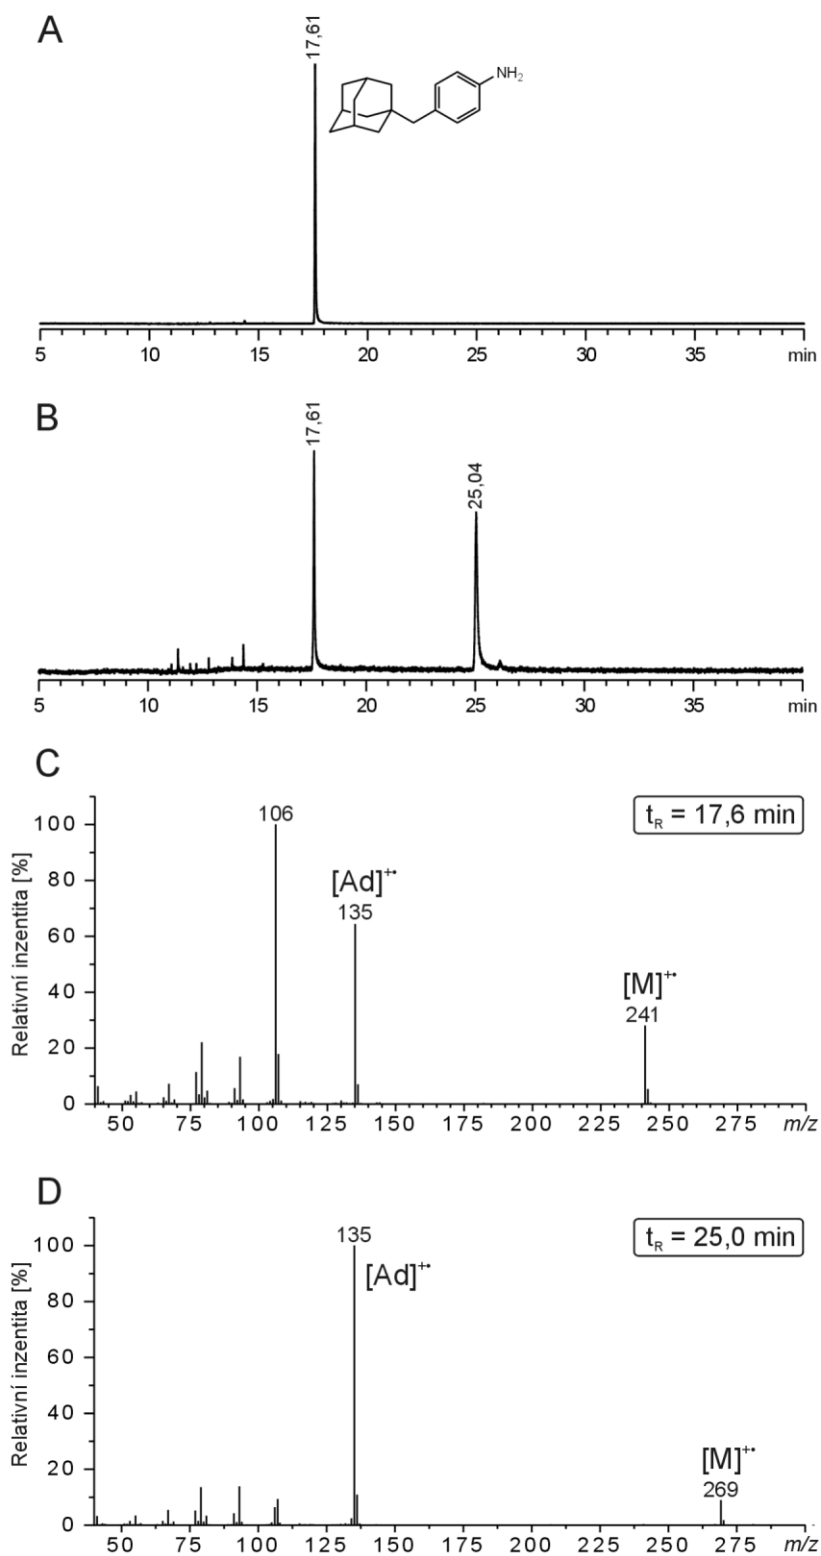 A
17,61
NH2
5 10 15 20 25 30 35 min
B
17,61
25,04
5 10 15 20 25 30 35 min
C
tR = 17,6 min
Relativní inzentita [%]
100
80
60
40
20
0
106
[Ad]+•
135
[M]+•
241
50 75 100 125 150 175 200 225 250 275 m/z
D
tR = 25,0 min
Relativní inzentita [%]
100
80
60
40
20
0
135
[Ad]+•
[M]+•
269
50 75 100 125 150 175 200 225 250 275 m/z